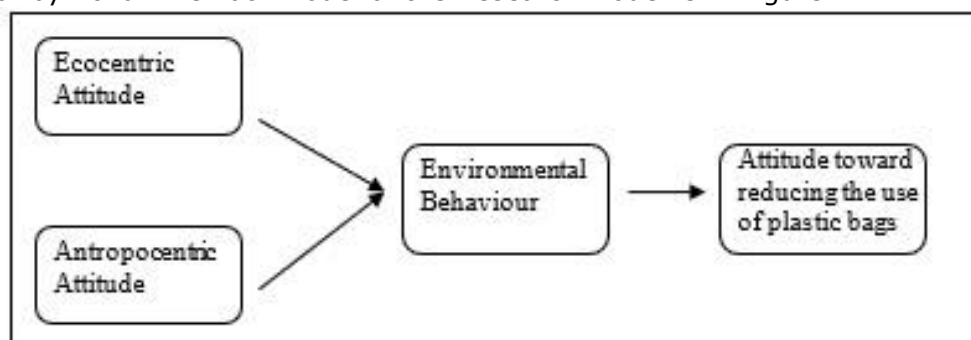 Ecocentric
Attitude
Environmental
Behaviour
Attitude toward
reducing the use
of plastic bags
Antropocentric
Attitude